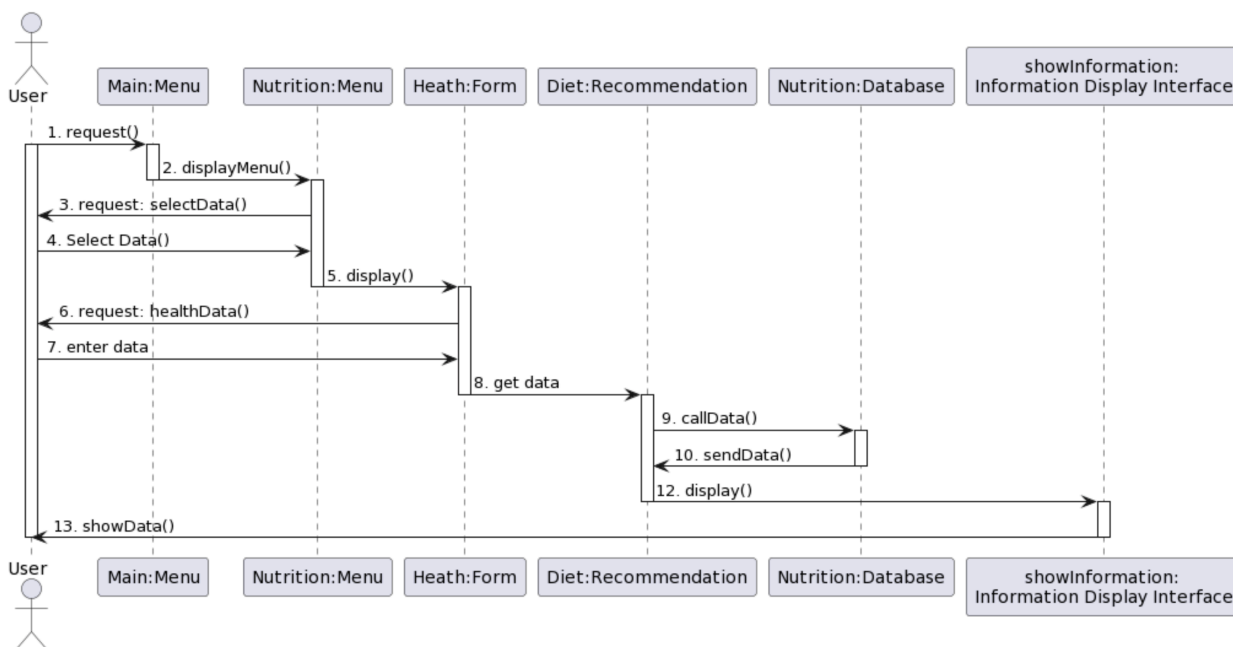 User
Main:Menu
Nutrition:Menu
Heath:Form
Diet:Recommendation
Nutrition:Database
showInformation:
Information Display Interface
1. request()
2. displayMenu()
3. request: selectData()
4. Select Data()
5. display()
6. request: healthData()
7. enter data
8. get data
9. callData()
10. sendData()
12. display()
13. showData()
User
Main:Menu
Nutrition:Menu
Heath:Form
Diet:Recommendation
Nutrition:Database
showInformation:
Information Display Interface